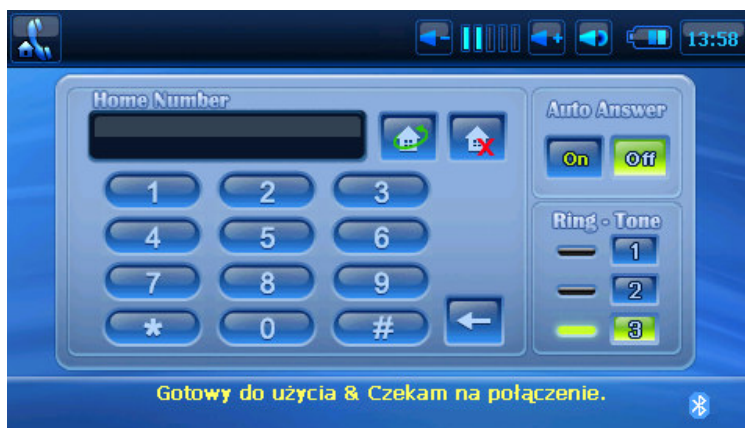 13:58
Home Number
Auto Answer
On Off
1 2 3
4 5 6
7 8 9
* 0 #
Ring - Tone
1
2
3
Gotowy do użycia & Czekam na połączenie.